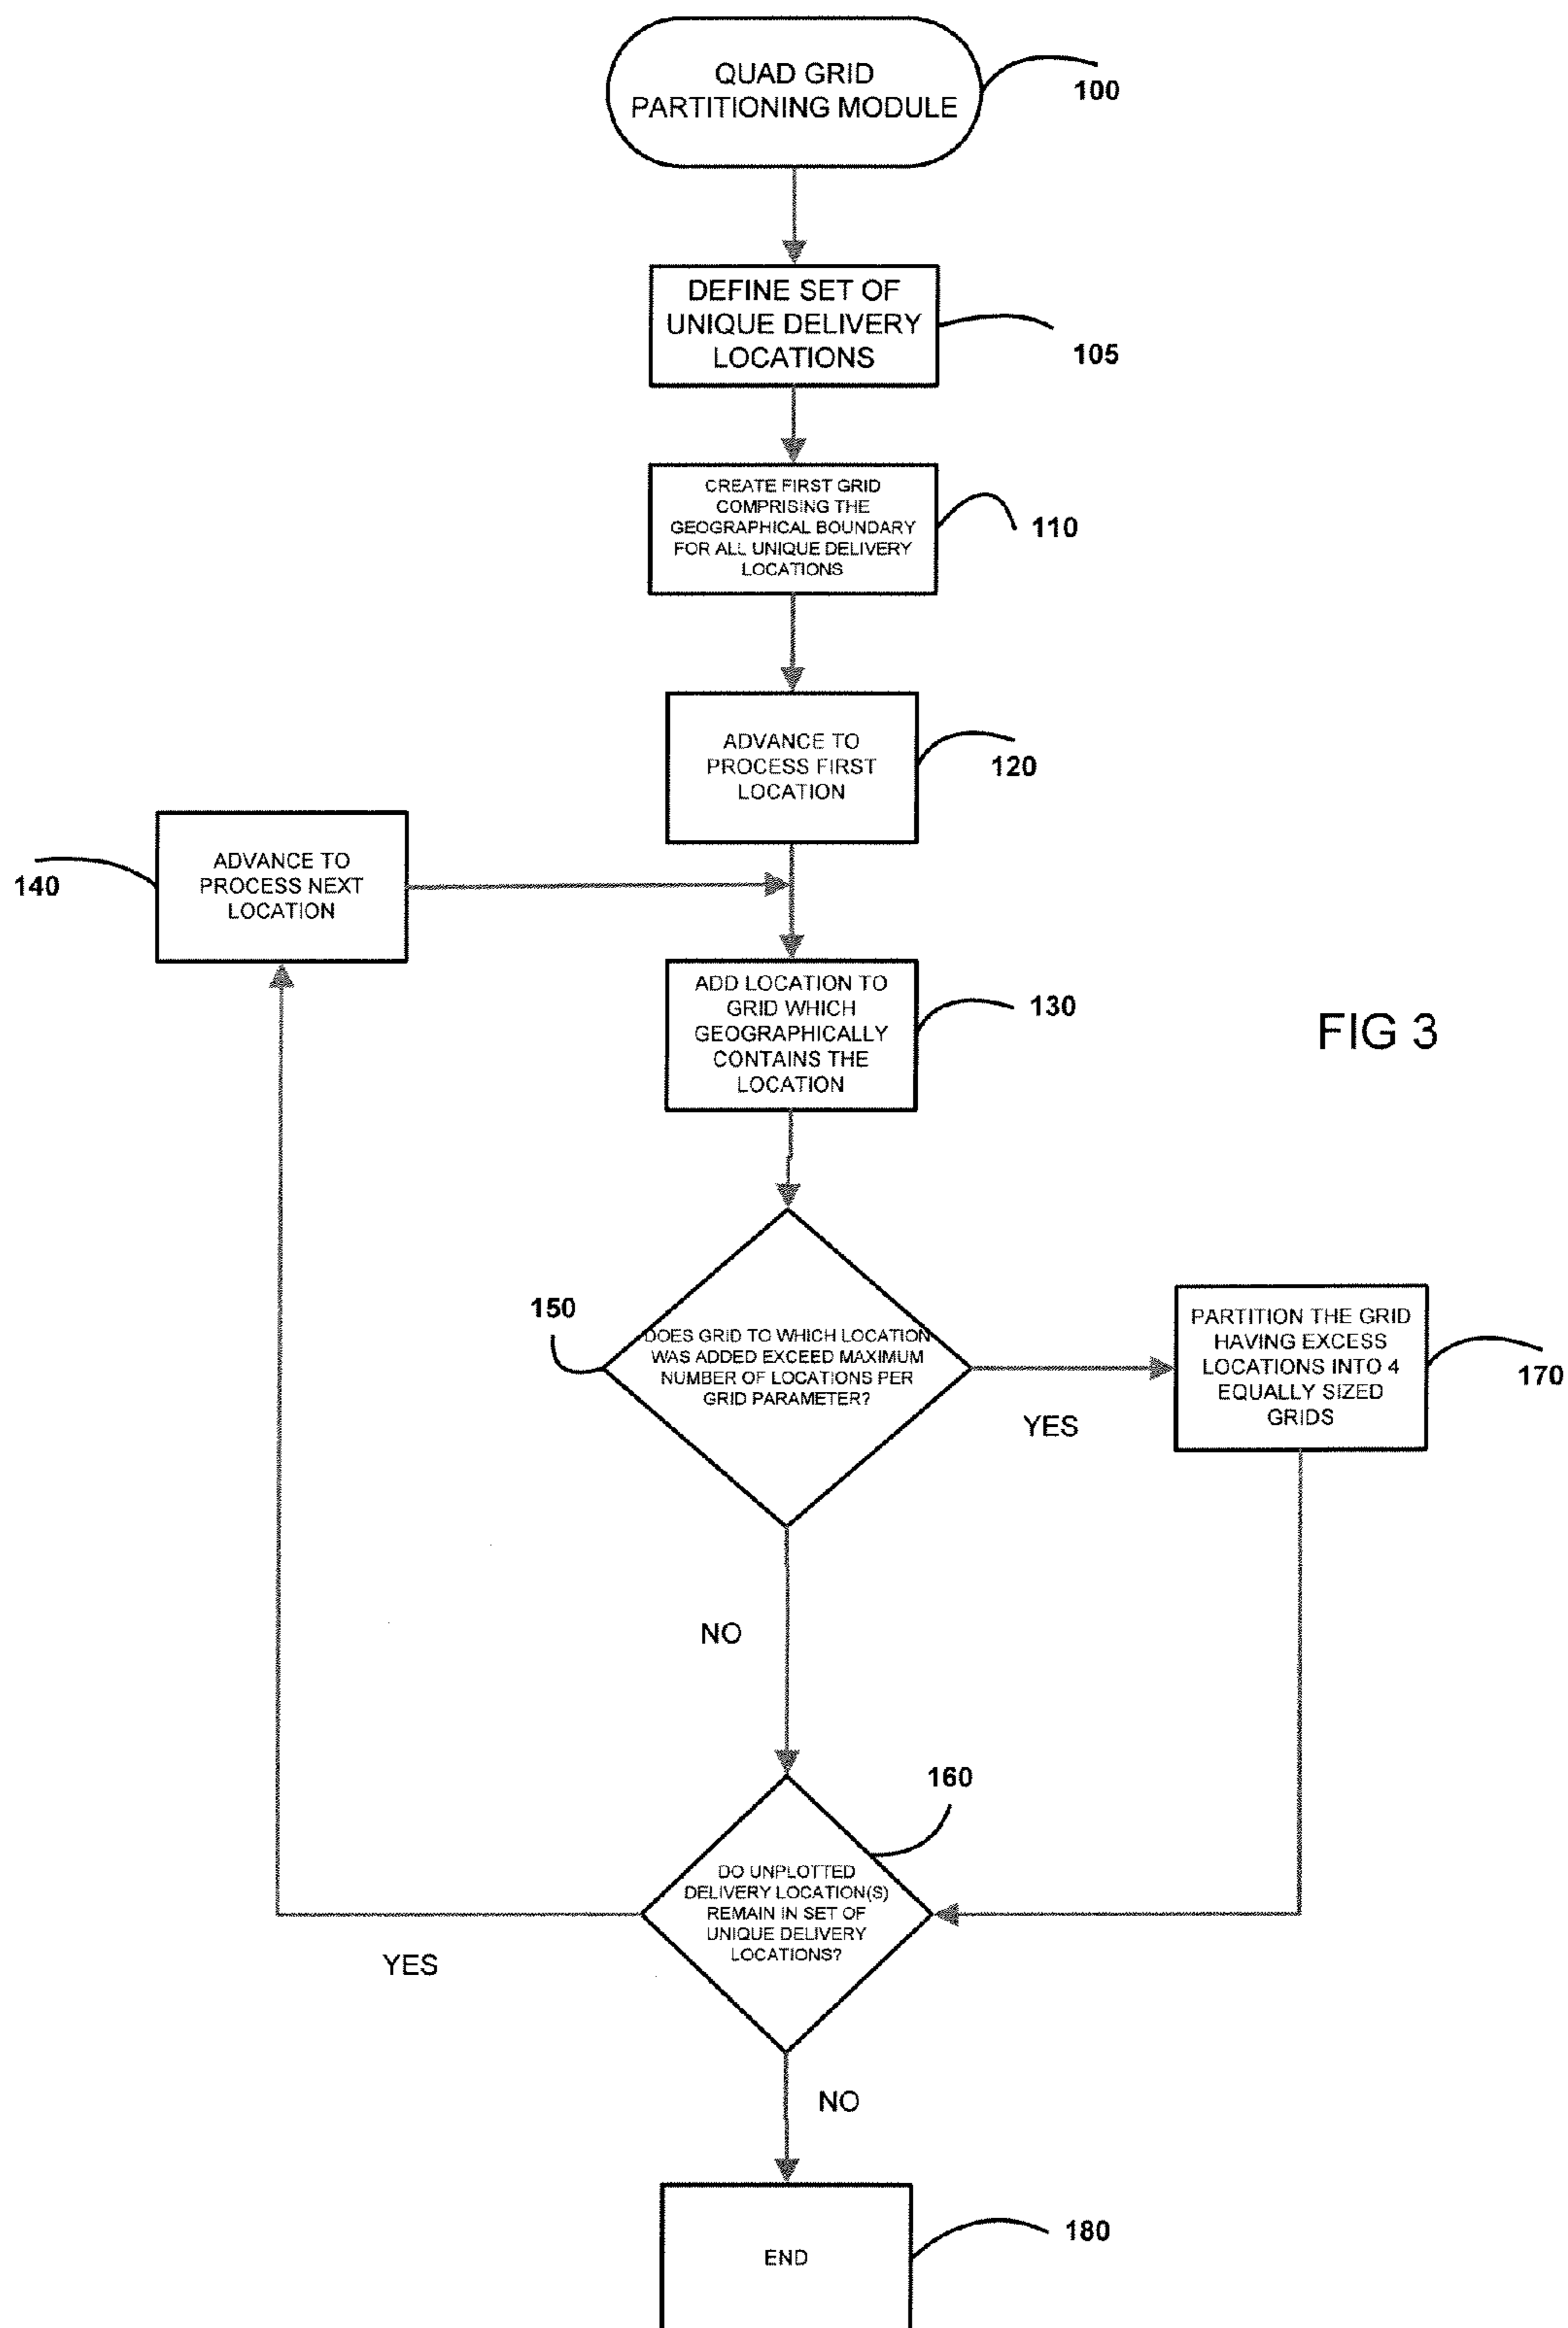 QUAD GRID
PARTITIONING MODULE
100
DEFINE SET OF
UNIQUE DELIVERY
LOCATIONS
105
CREATE FIRST GRID
COMPRISING THE
GEOGRAPHICAL BOUNDARY
FOR ALL UNIQUE DELIVERY
LOCATIONS
110
ADVANCE TO
PROCESS FIRST
LOCATION
120
140
ADVANCE TO
PROCESS NEXT
LOCATION
ADD LOCATION TO
GRID WHICH
GEOGRAPHICALLY
CONTAINS THE
LOCATION
130
FIG 3
150
DOES GRID TO WHICH LOCATION
WAS ADDED EXCEED MAXIMUM
NUMBER OF LOCATIONS PER
GRID PARAMETER?
YES
PARTITION THE GRID
HAVING EXCESS
LOCATIONS INTO 4
EQUALLY SIZED
GRIDS
170
NO
160
DO UNPLOTTED
DELIVERY LOCATION(S)
REMAIN IN SET OF
UNIQUE DELIVERY
LOCATIONS?
YES
NO
END
180